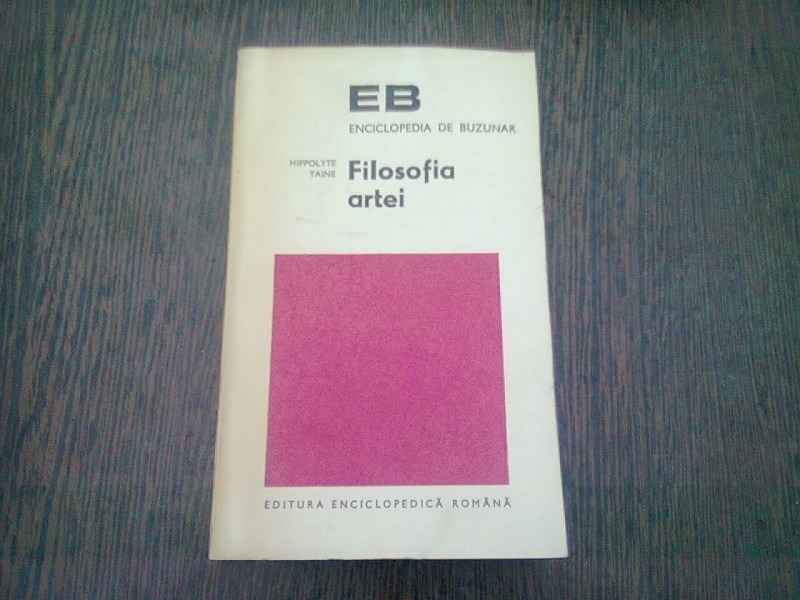 EB
ENCICLOPEDIA DE BUZUNAR
HIPPOLYTE
TAINE
Filosofia
artei
EDITURA ENCICLOPEDICĂ ROMÂNĂ